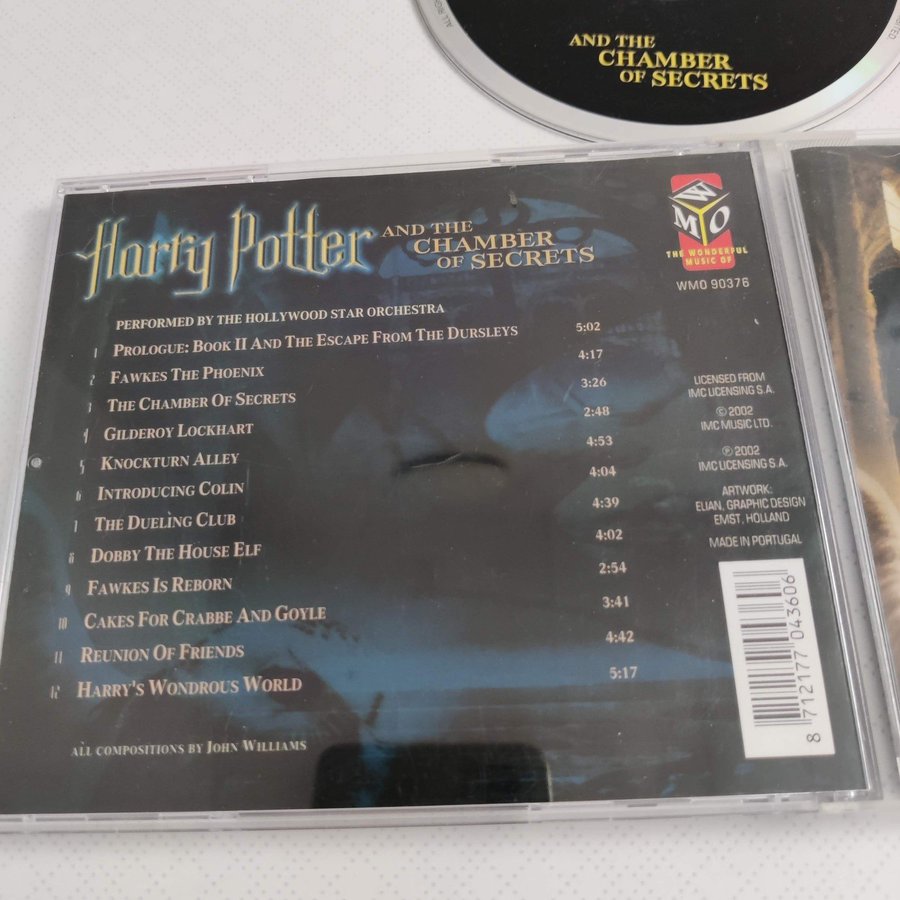 AND THE
CHAMBER
OF SECRETS
Harry Potter AND THE
CHAMBER
OF SECRETS
WMO
THE WONDERFUL
MUSIC OF
WMO 90376
PERFORMED BY THE HOLLYWOOD STAR ORCHESTRA
1 PROLOGUE: BOOK II AND THE ESCAPE FROM THE DURSLEYS 5:02
2 FAWKES THE PHOENIX 4:17
3 THE CHAMBER OF SECRETS 3:26
4 GILDEROY LOCKHART 2:48
5 KNOCKTURN ALLEY 4:53
6 INTRODUCING COLIN 4:04
7 THE DUELING CLUB 4:39
8 DOBBY THE HOUSE ELF 4:02
9 FAWKES IS REBORN 2:54
10 CAKES FOR CRABBE AND GOYLE 3:41
11 REUNION OF FRIENDS 4:42
12 HARRY'S WONDROUS WORLD 5:17
ALL COMPOSITIONS BY JOHN WILLIAMS
LICENSED FROM
IMC LICENSING S.A.
© 2002
IMC MUSIC LTD.
℗ 2002
IMC LICENSING S.A.
ARTWORK:
ELIAN, GRAPHIC DESIGN
EMST, HOLLAND
MADE IN PORTUGAL
8 712177 043606